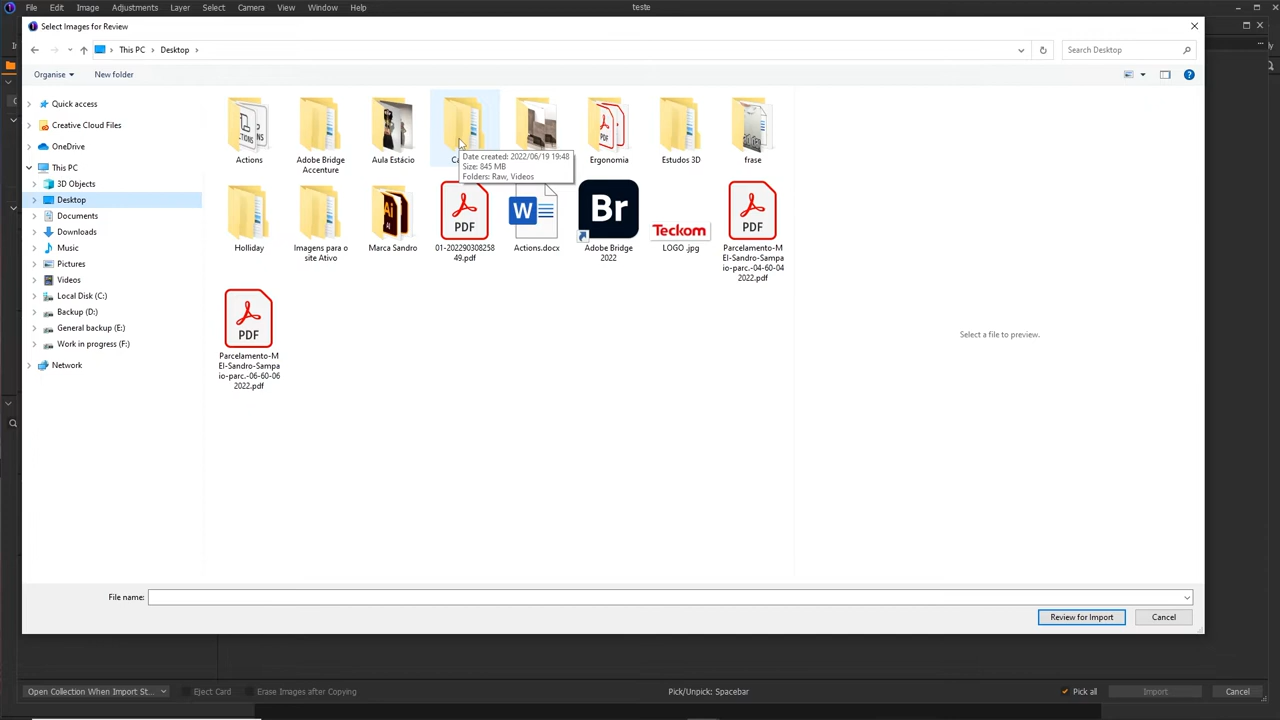 File Edit Image Adjustments Layer Select Camera View Window Help teste
Select Images for Review
This PC Desktop
Search Desktop
Organise New folder
Quick access
Creative Cloud Files
OneDrive
This PC
3D Objects
Desktop
Documents
Downloads
Music
Pictures
Videos
Local Disk (C:)
Backup (D:)
General backup (E:)
Work in progress (F:)
Network
Actions
Adobe Bridge
Accenture
Aula Estácio
Date created: 2022/06/19 19:48
Size: 845 MB
Folders: Raw, Videos
Ergonomia
Estudos 3D
frase
Holliday
Imagens para o
site Ativo
Marca Sandro
01-202290308258
49.pdf
Actions.docx
Adobe Bridge
2022
LOGO .jpg
Parcelamento-M
EI-Sandro-Sampa
io-parc.-04-60-04
2022.pdf
Parcelamento-M
EI-Sandro-Sampa
io-parc.-06-60-06
2022.pdf
PDF
Ai
PDF
W
Br
Teckom
PDF
PDF
Select a file to preview.
File name:
Review for Import Cancel
Open Collection When Import St... Eject Card Erase Images after Copying Pick/Unpick: Spacebar Pick all Import Cancel